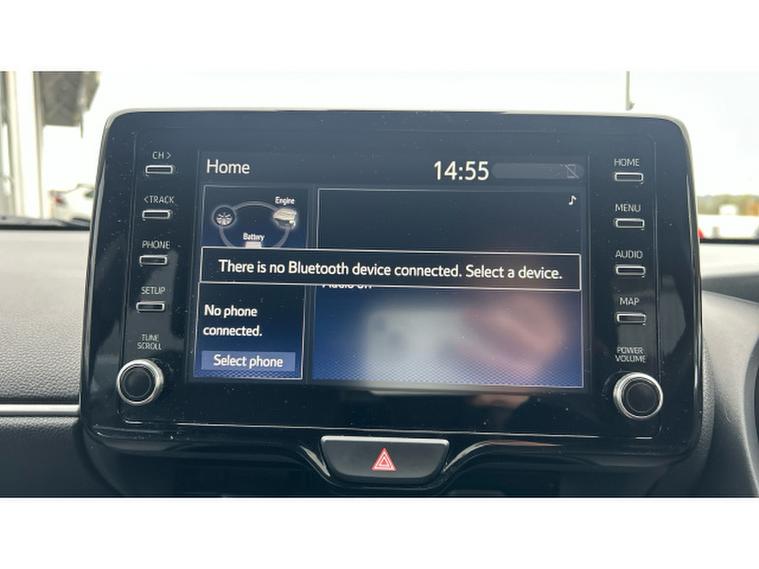 CH >
< TRACK
PHONE
SETUP
TUNE
SCROLL
Home
14:55
Engine
Battery
There is no Bluetooth device connected. Select a device.
No phone
connected.
Select phone
HOME
MENU
AUDIO
MAP
POWER
VOLUME